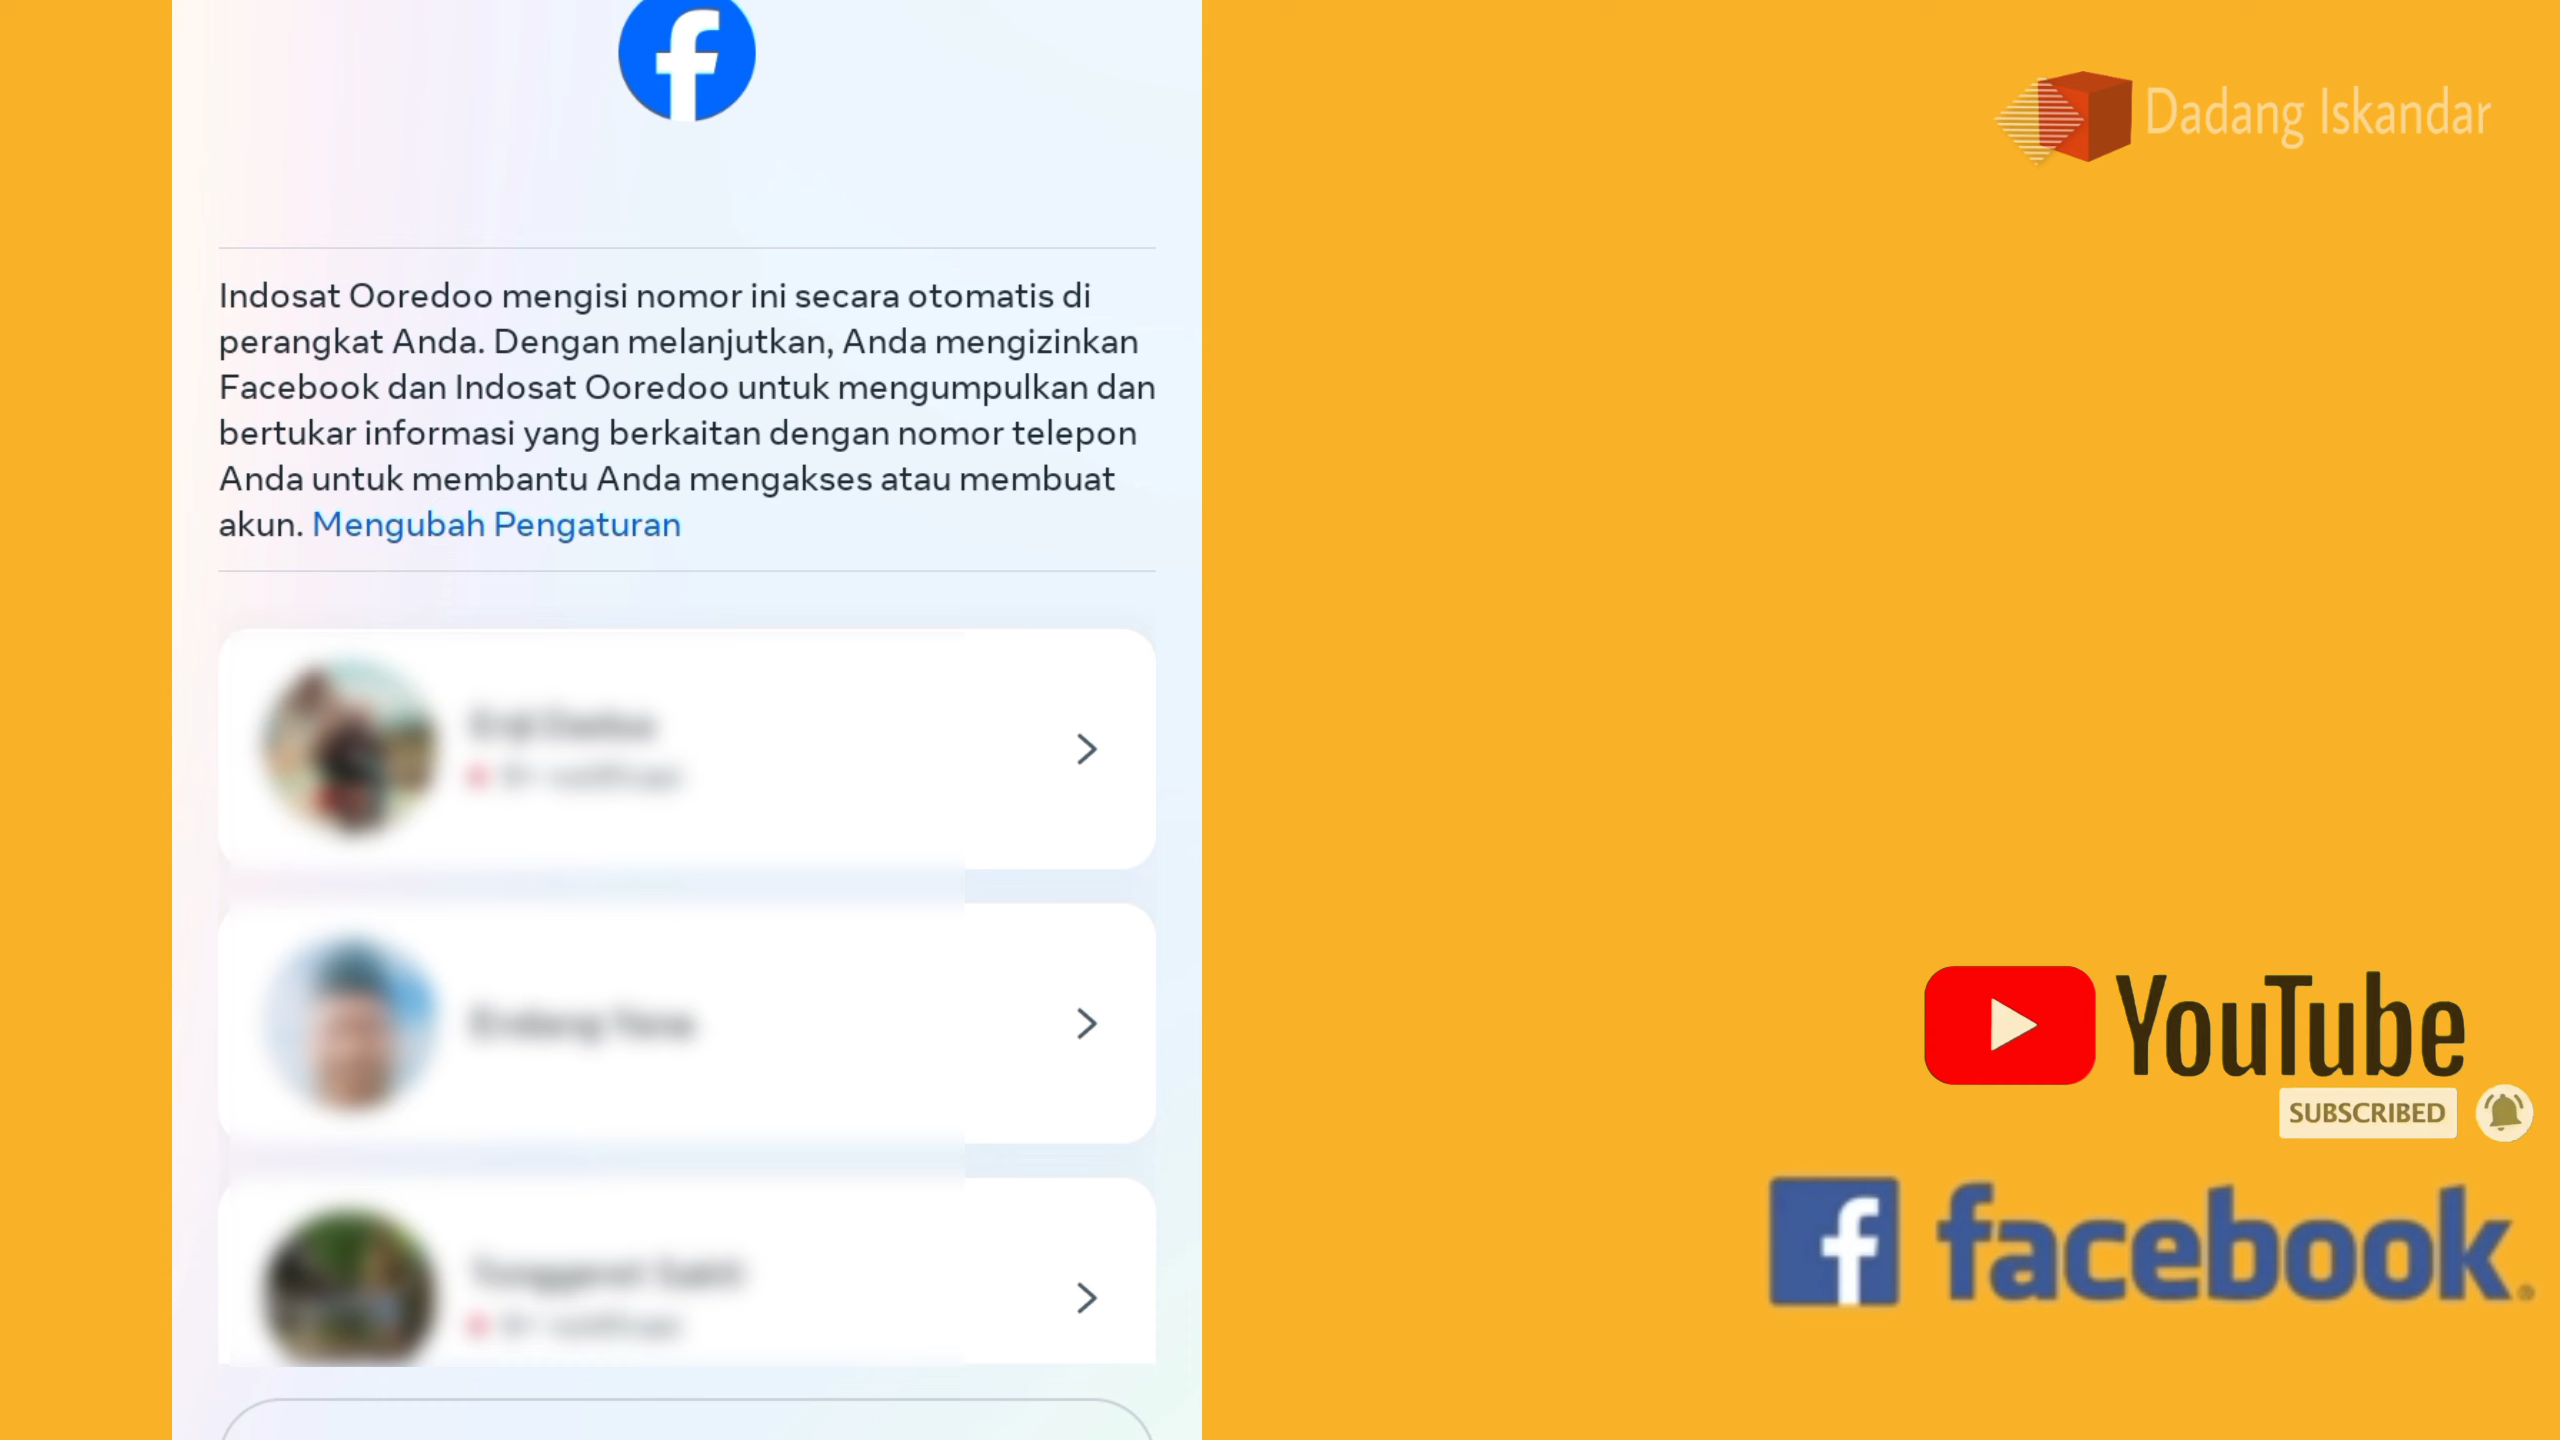 Dadang Iskandar
Indosat Ooredoo mengisi nomor ini secara otomatis di
perangkat Anda. Dengan melanjutkan, Anda mengizinkan
Facebook dan Indosat Ooredoo untuk mengumpulkan dan
bertukar informasi yang berkaitan dengan nomor telepon
Anda untuk membantu Anda mengakses atau membuat
akun. Mengubah Pengaturan
YouTube
SUBSCRIBED
facebook